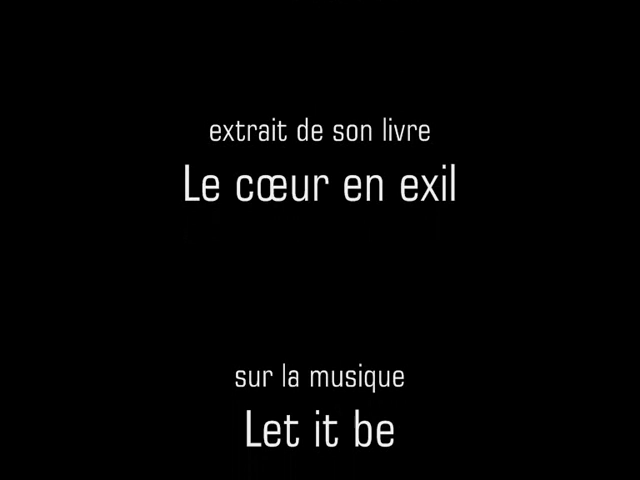 extrait de son livre
Le cœur en exil
sur la musique
Let it be